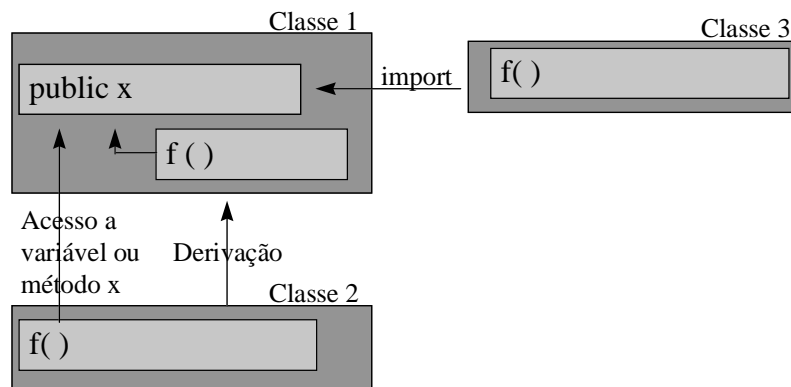 Classe 1
Classe 3
public x
import
f( )
f ( )
Acesso a
variável ou
método x
Derivação
Classe 2
f( )